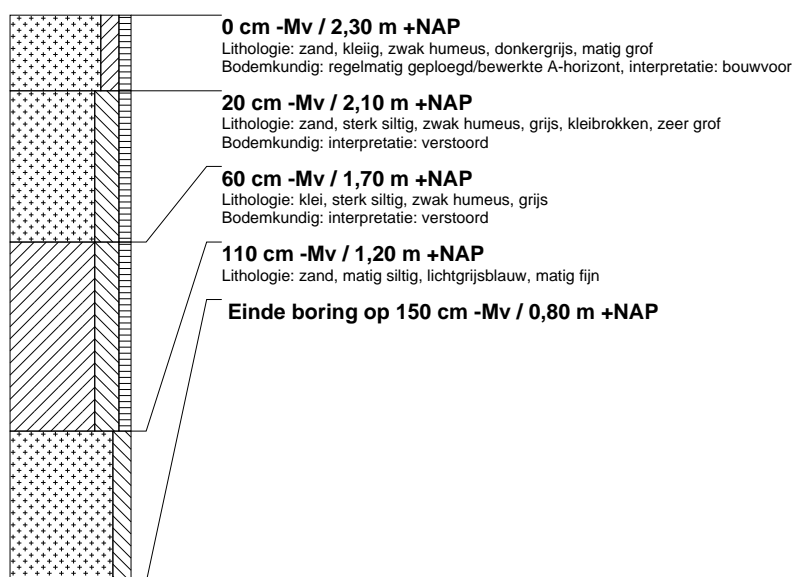 0 cm -Mv / 2,30 m +NAP
Lithologie: zand, kleiig, zwak humeus, donkergrijs, matig grof
Bodemkundig: regelmatig geploegd/bewerkte A-horizont, interpretatie: bouwvoor
20 cm -Mv / 2,10 m +NAP
Lithologie: zand, sterk siltig, zwak humeus, grijs, kleibrokken, zeer grof
Bodemkundig: interpretatie: verstoord
60 cm -Mv / 1,70 m +NAP
Lithologie: klei, sterk siltig, zwak humeus, grijs
Bodemkundig: interpretatie: verstoord
110 cm -Mv / 1,20 m +NAP
Lithologie: zand, matig siltig, lichtgrijsblauw, matig fijn
Einde boring op 150 cm -Mv / 0,80 m +NAP